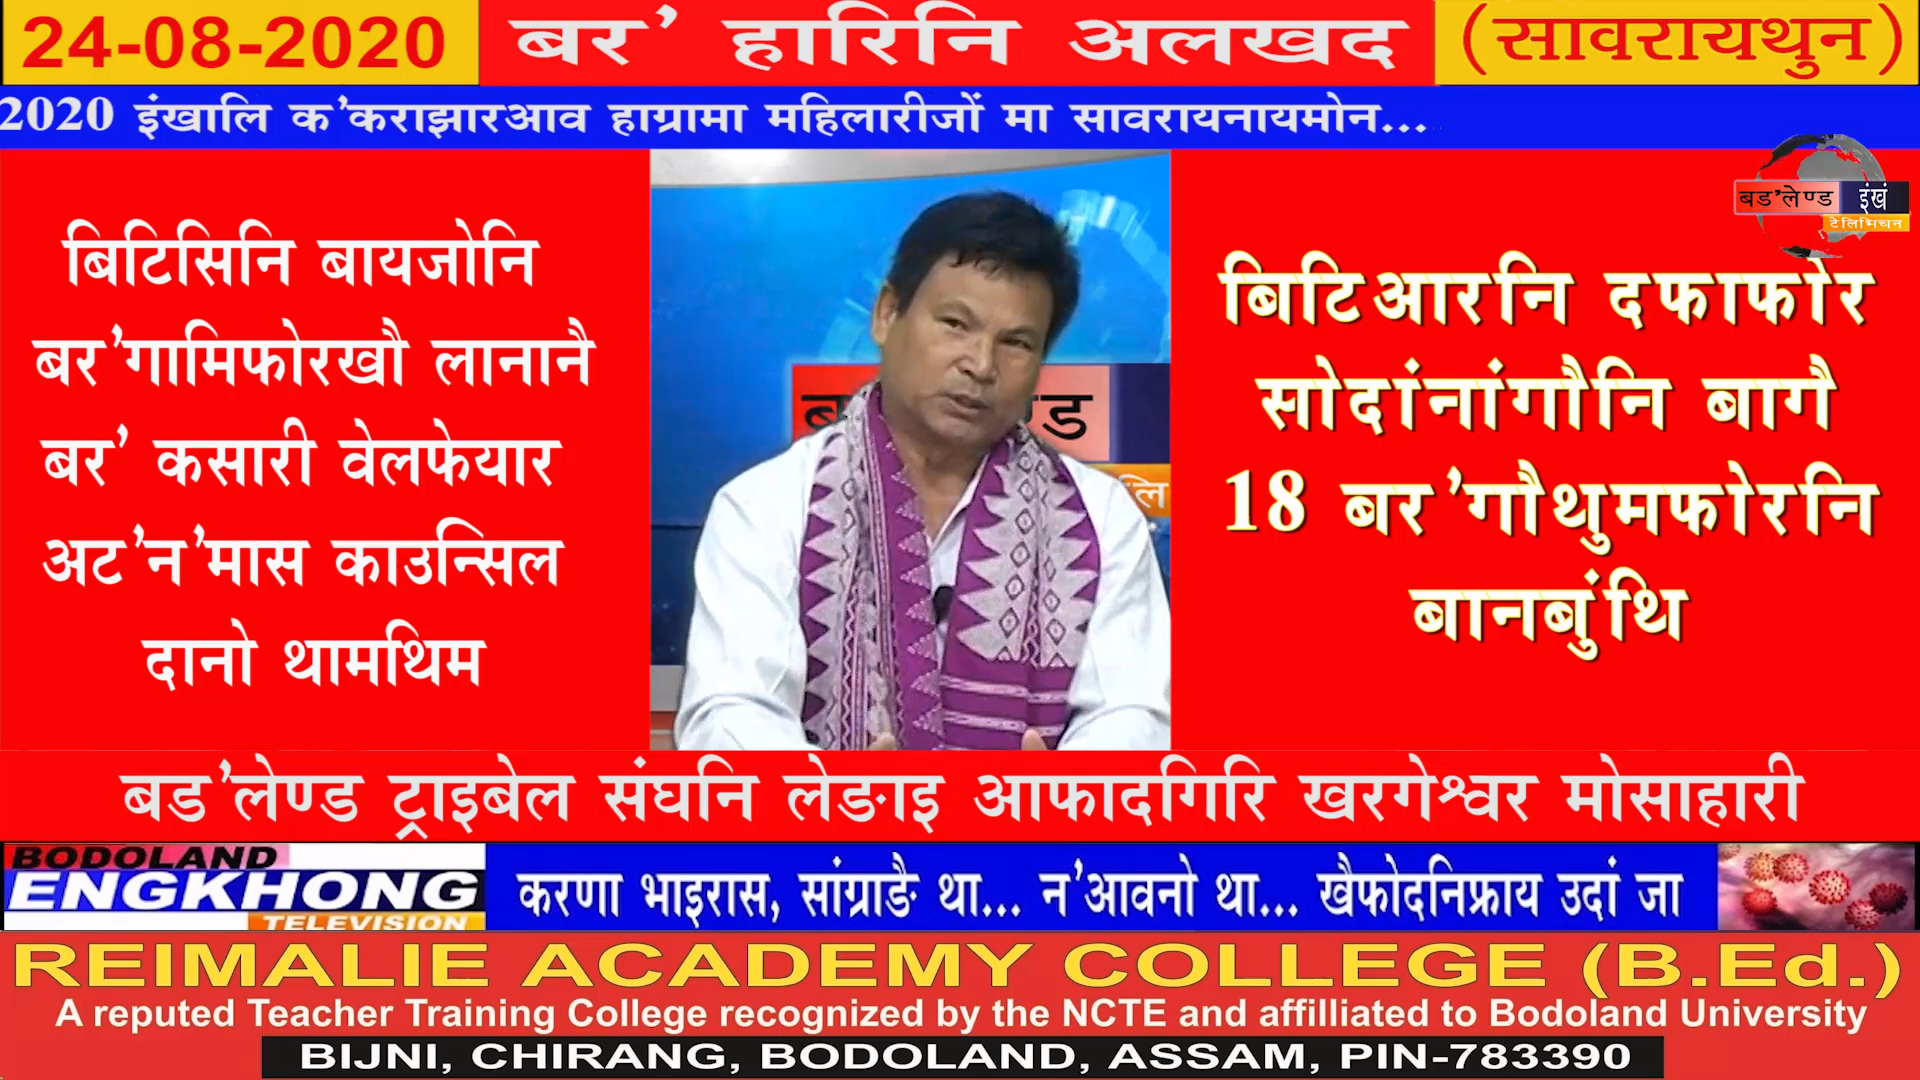 24-08-2020
बर' हारिनि अलखद
(सावरायथुन)
2020 इंखालि क'कराझारआव हाग्रामा महिलारीजों मा सावरायनायमोन...
बड'लेण्ड इंखं
टेलिभिचन
बिटिसिनि बायजोनि
बर'गामिफोरखौ लानानै
बर' कसारी वेलफेयार
अट'न'मास काउन्सिल
दानो थामथिम
बिटिआरनि दफाफोर
सोदांनांगौनि बागै
18 बर'गौथुमफोरनि
बानबुंथि
बड'लेण्ड ट्राइबेल संघनि लेङाइ आफादगिरि खरगेश्वर मोसाहारी
BODOLAND
ENGKHONG
TELEVISION
करणा भाइरास, सांग्राङै था... न'आवनो था... खैफोदनिफ्राय उदां जा
REIMALIE ACADEMY COLLEGE (B.Ed.)
A reputed Teacher Training College recognized by the NCTE and affilliated to Bodoland University
BIJNI, CHIRANG, BODOLAND, ASSAM, PIN-783390